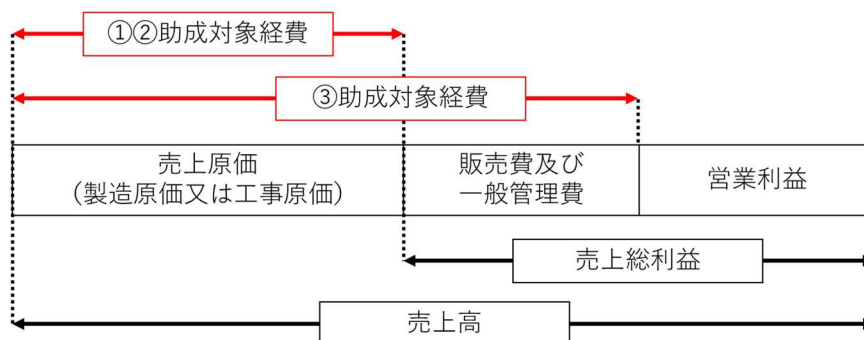 ①②助成対象経費
③助成対象経費
売上原価
(製造原価又は工事原価)
販売費及び
一般管理費
営業利益
売上総利益
売上高